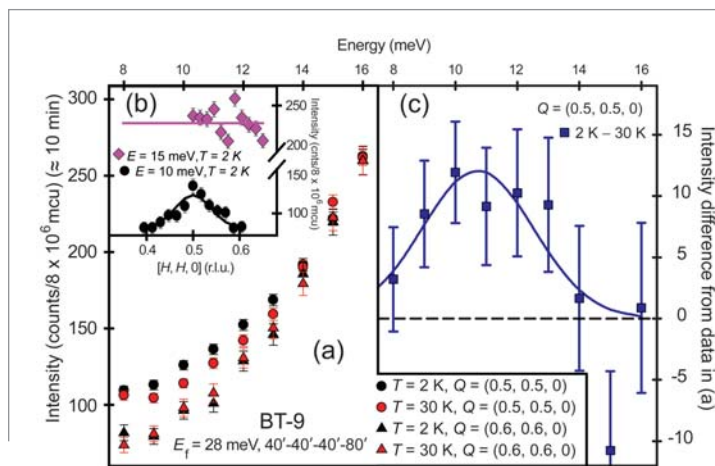 Energy (meV)
8 10 12 14 16
8 10 12 14 16
Intensity (counts/8 x 10⁶ mcu) (≈ 10 min)
300
250
200
150
100
(b)
E = 15 meV, T = 2 K
E = 10 meV, T = 2 K
250
200
150
100
Intensity (cnts/8 × 10⁶ mcu)
0.4 0.5 0.6
[H, H, 0] (r.l.u.)
(c)
Q = (0.5, 0.5, 0)
2 K – 30 K
15
10
5
0
-5
-10
Intensity difference from data in (a)
(a)
BT-9
E_f = 28 meV, 40′-40′-40′-80′
T = 2 K, Q = (0.5, 0.5, 0)
T = 30 K, Q = (0.5, 0.5, 0)
T = 2 K, Q = (0.6, 0.6, 0)
T = 30 K, Q = (0.6, 0.6, 0)